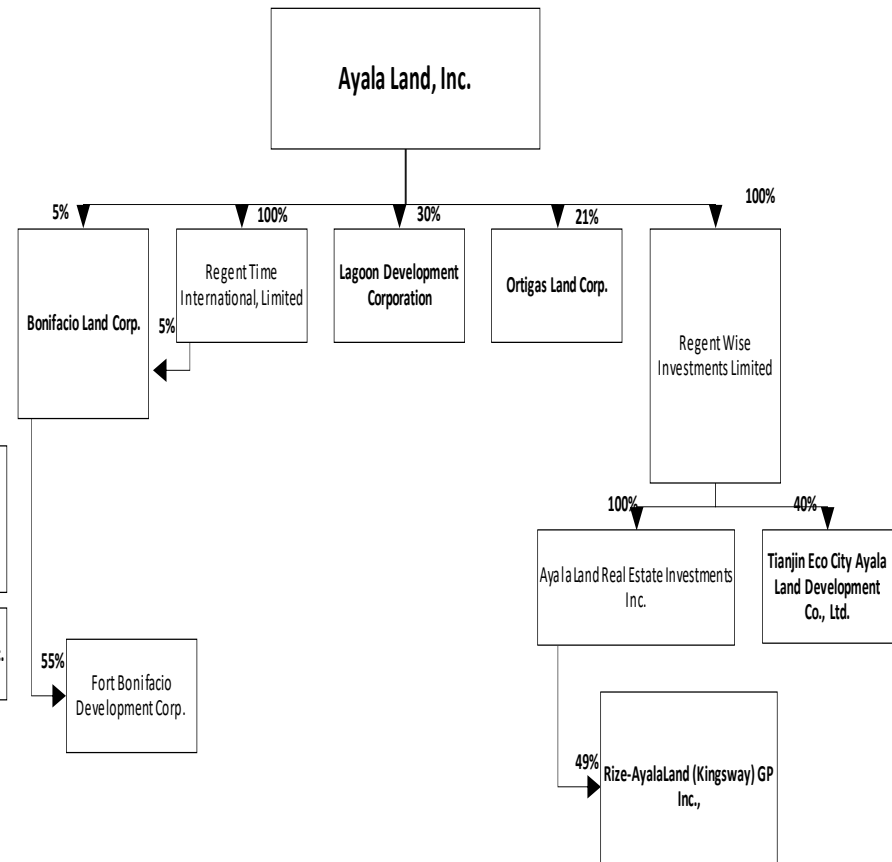 Ayala Land, Inc.
5%
100%
30%
21%
100%
Bonifacio Land Corp.
Regent Time
International, Limited
Lagoon Development
Corporation
Ortigas Land Corp.
Regent Wise
Investments Limited
5%
100%
40%
Ayala Land Real Estate Investments
Inc.
Tianjin Eco City Ayala
Land Development
Co., Ltd.
55%
Fort Bonifacio
Development Corp.
49%
Rize-AyalaLand (Kingsway) GP
Inc.,